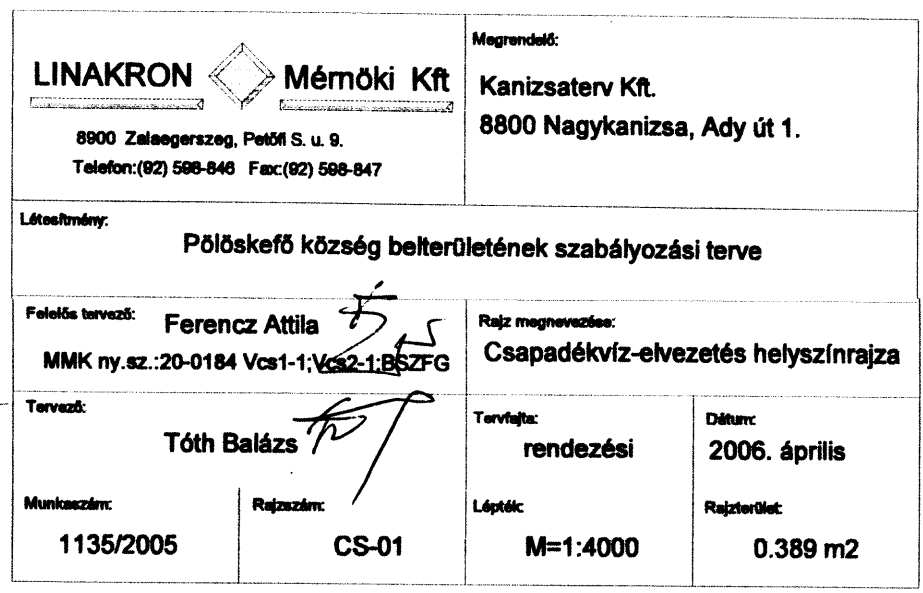 LINAKRON Mérnöki Kft
8900 Zalaegerszeg, Petőfi S. u. 9.
Telefon:(92) 598-846 Fax:(92) 598-847
Megrendelő:
Kanizsaterv Kft.
8800 Nagykanizsa, Ady út 1.
Létesítmény:
Pölöskefő község belterületének szabályozási terve
Felelős tervező:
Ferencz Attila
MMK ny.sz.:20-0184 Vcs1-1;Vcs2-1;BSZFG
Rajz megnevezése:
Csapadékvíz-elvezetés helyszínrajza
Tervező:
Tóth Balázs
Tervfajta:
rendezési
Dátum:
2006. április
Munkaszám:
1135/2005
Rajzszám:
CS-01
Lépték:
M=1:4000
Rajzterület:
0.389 m2